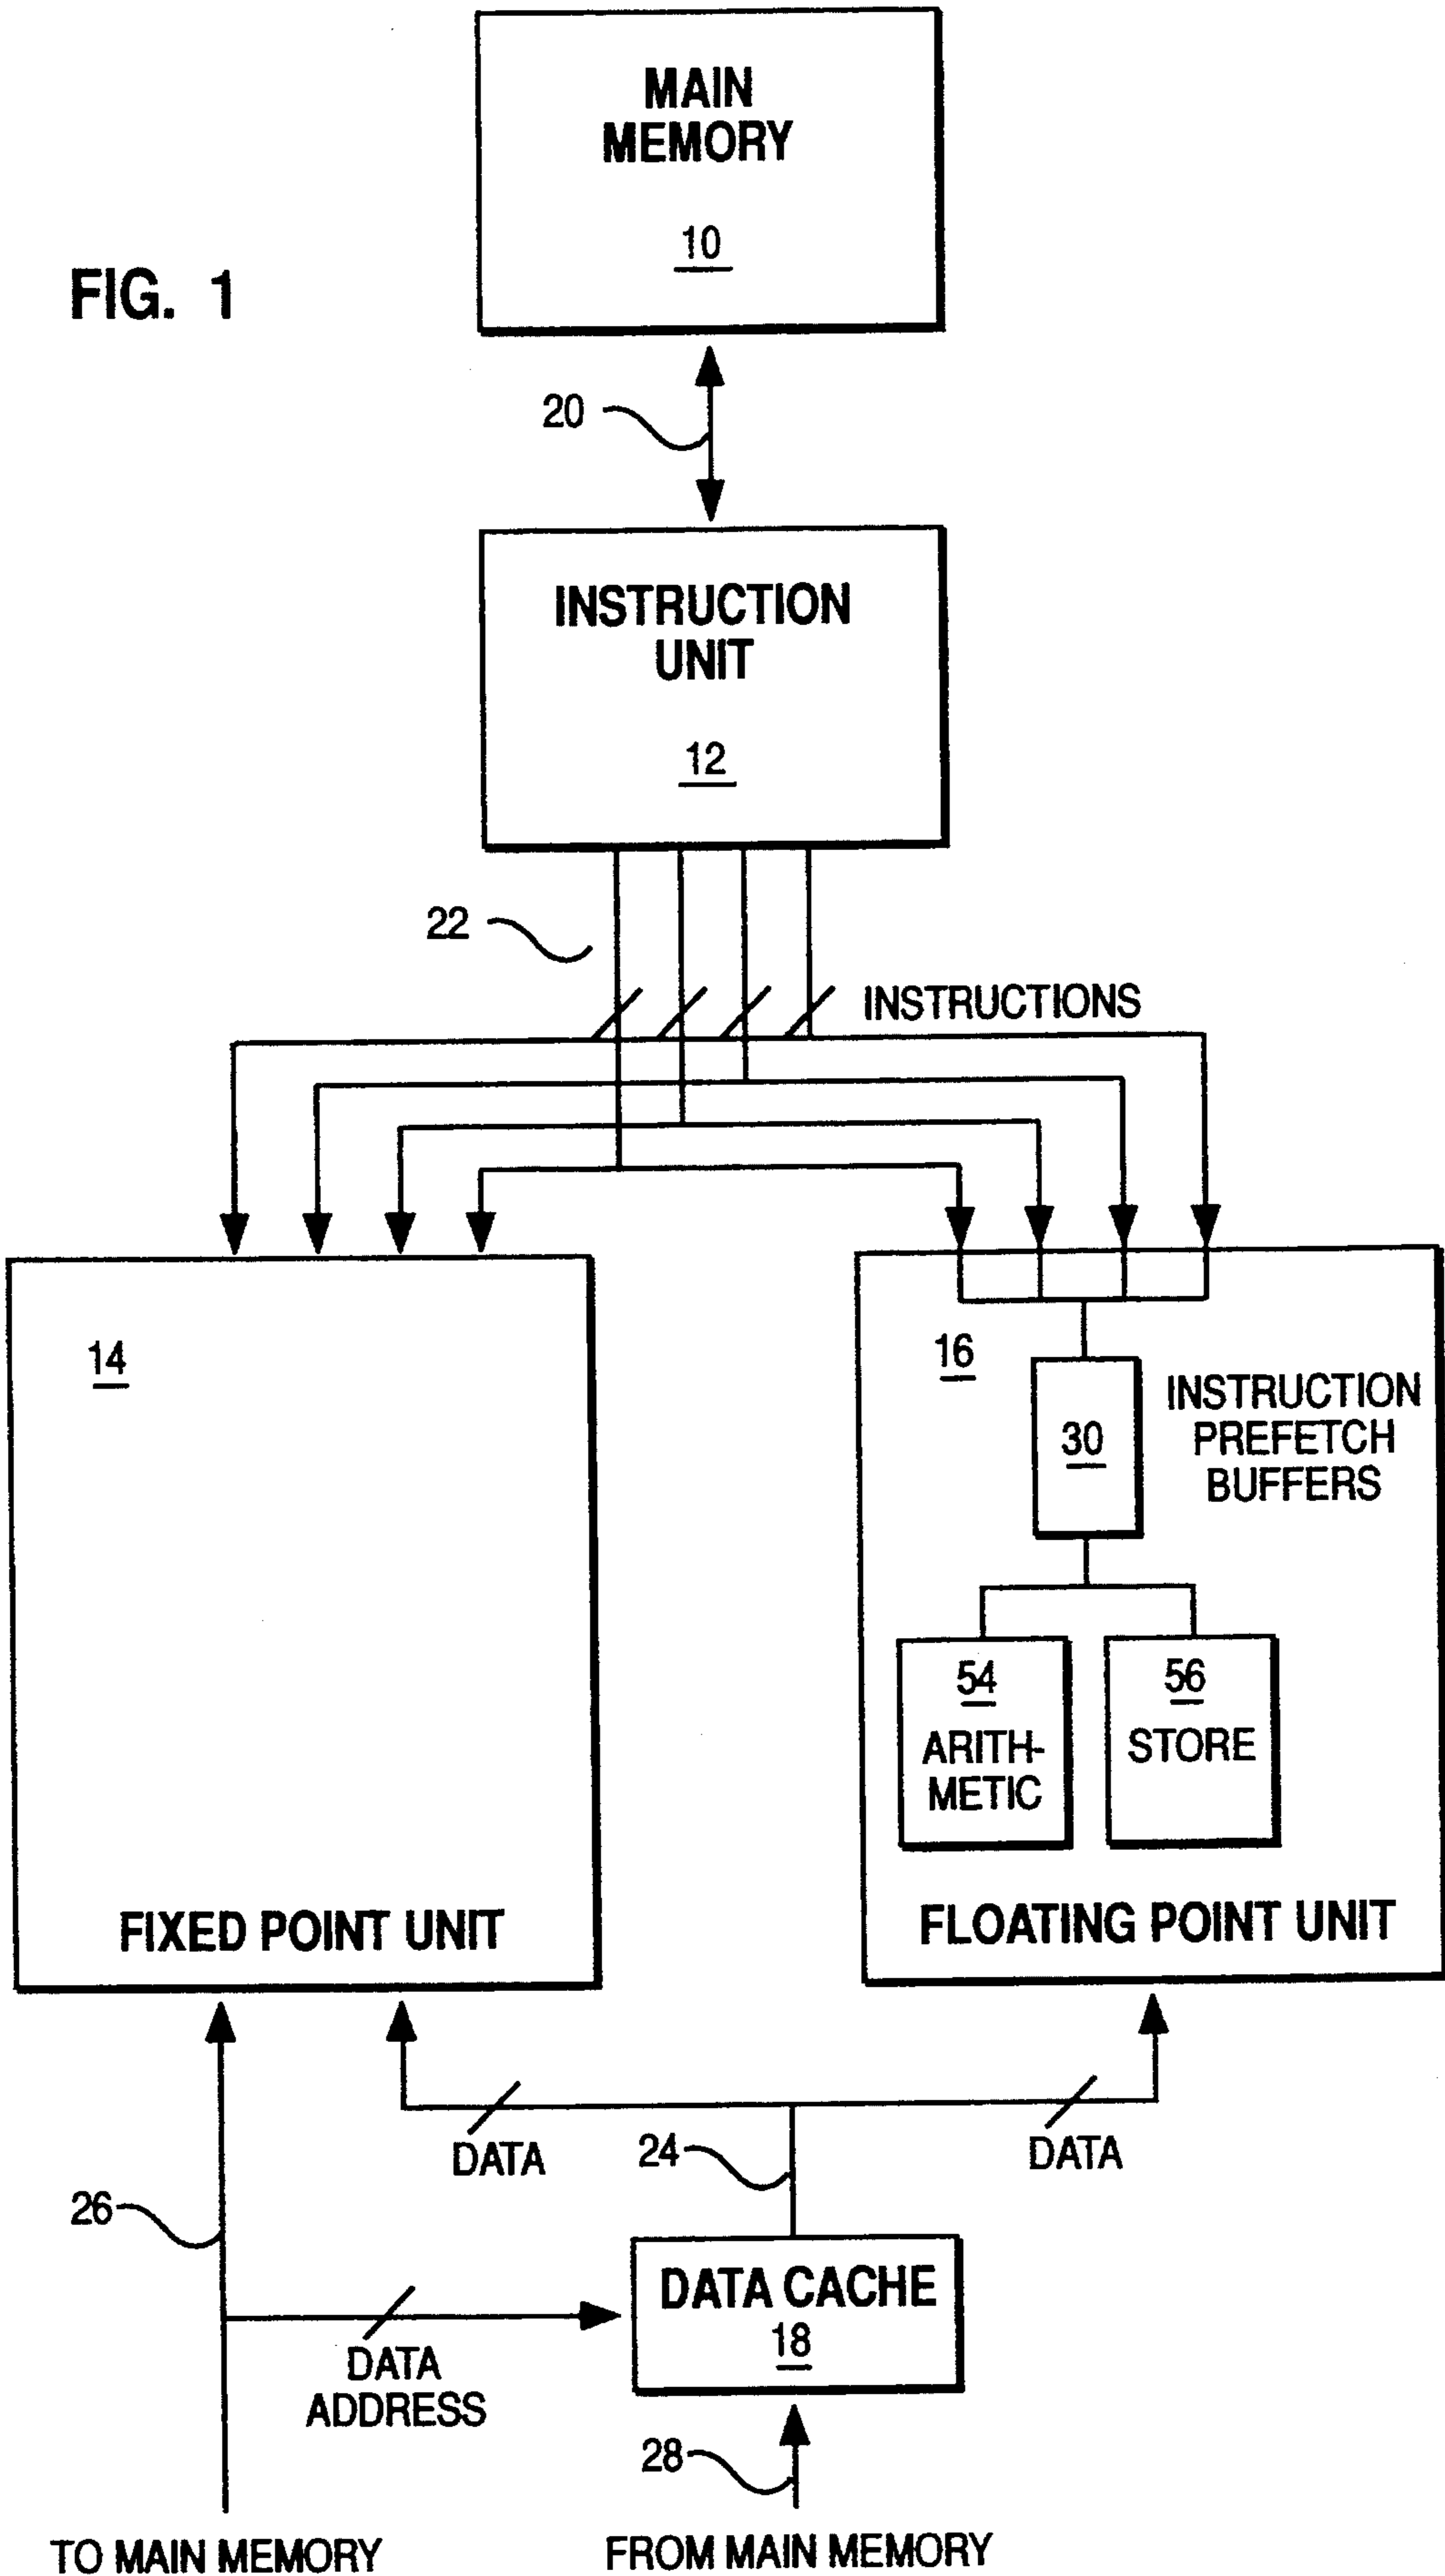 MAIN
MEMORY
10
FIG. 1
20
INSTRUCTION
UNIT
12
22
INSTRUCTIONS
14
16
INSTRUCTION
PREFETCH
BUFFERS
30
54
ARITH-
METIC
56
STORE
FIXED POINT UNIT
FLOATING POINT UNIT
DATA
24
DATA
26
DATA CACHE
18
DATA
ADDRESS
28
TO MAIN MEMORY
FROM MAIN MEMORY